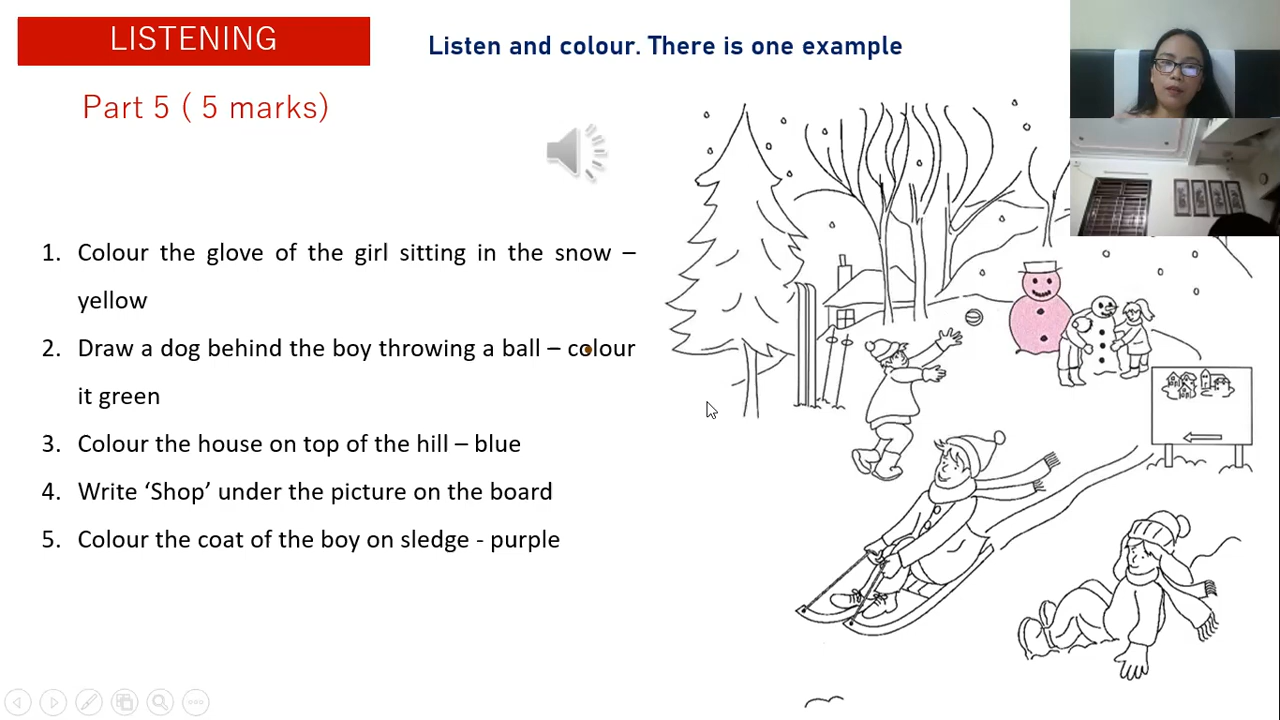 LISTENING
Listen and colour. There is one example
Part 5 ( 5 marks)
1. Colour the glove of the girl sitting in the snow –
yellow
2. Draw a dog behind the boy throwing a ball – colour
it green
3. Colour the house on top of the hill – blue
4. Write ‘Shop’ under the picture on the board
5. Colour the coat of the boy on sledge - purple